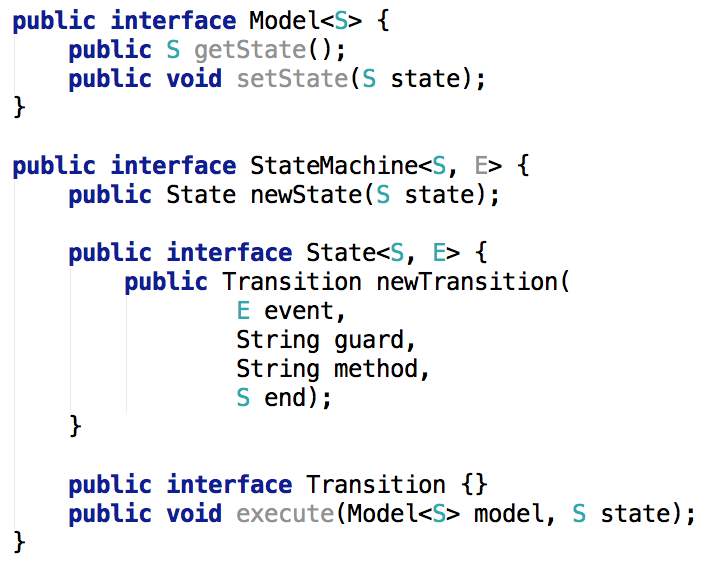 public interface Model<S> {
    public S getState();
    public void setState(S state);
}

public interface StateMachine<S, E> {
    public State newState(S state);

    public interface State<S, E> {
        public Transition newTransition(
                E event,
                String guard,
                String method,
                S end);
    }

    public interface Transition {}
    public void execute(Model<S> model, S state);
}